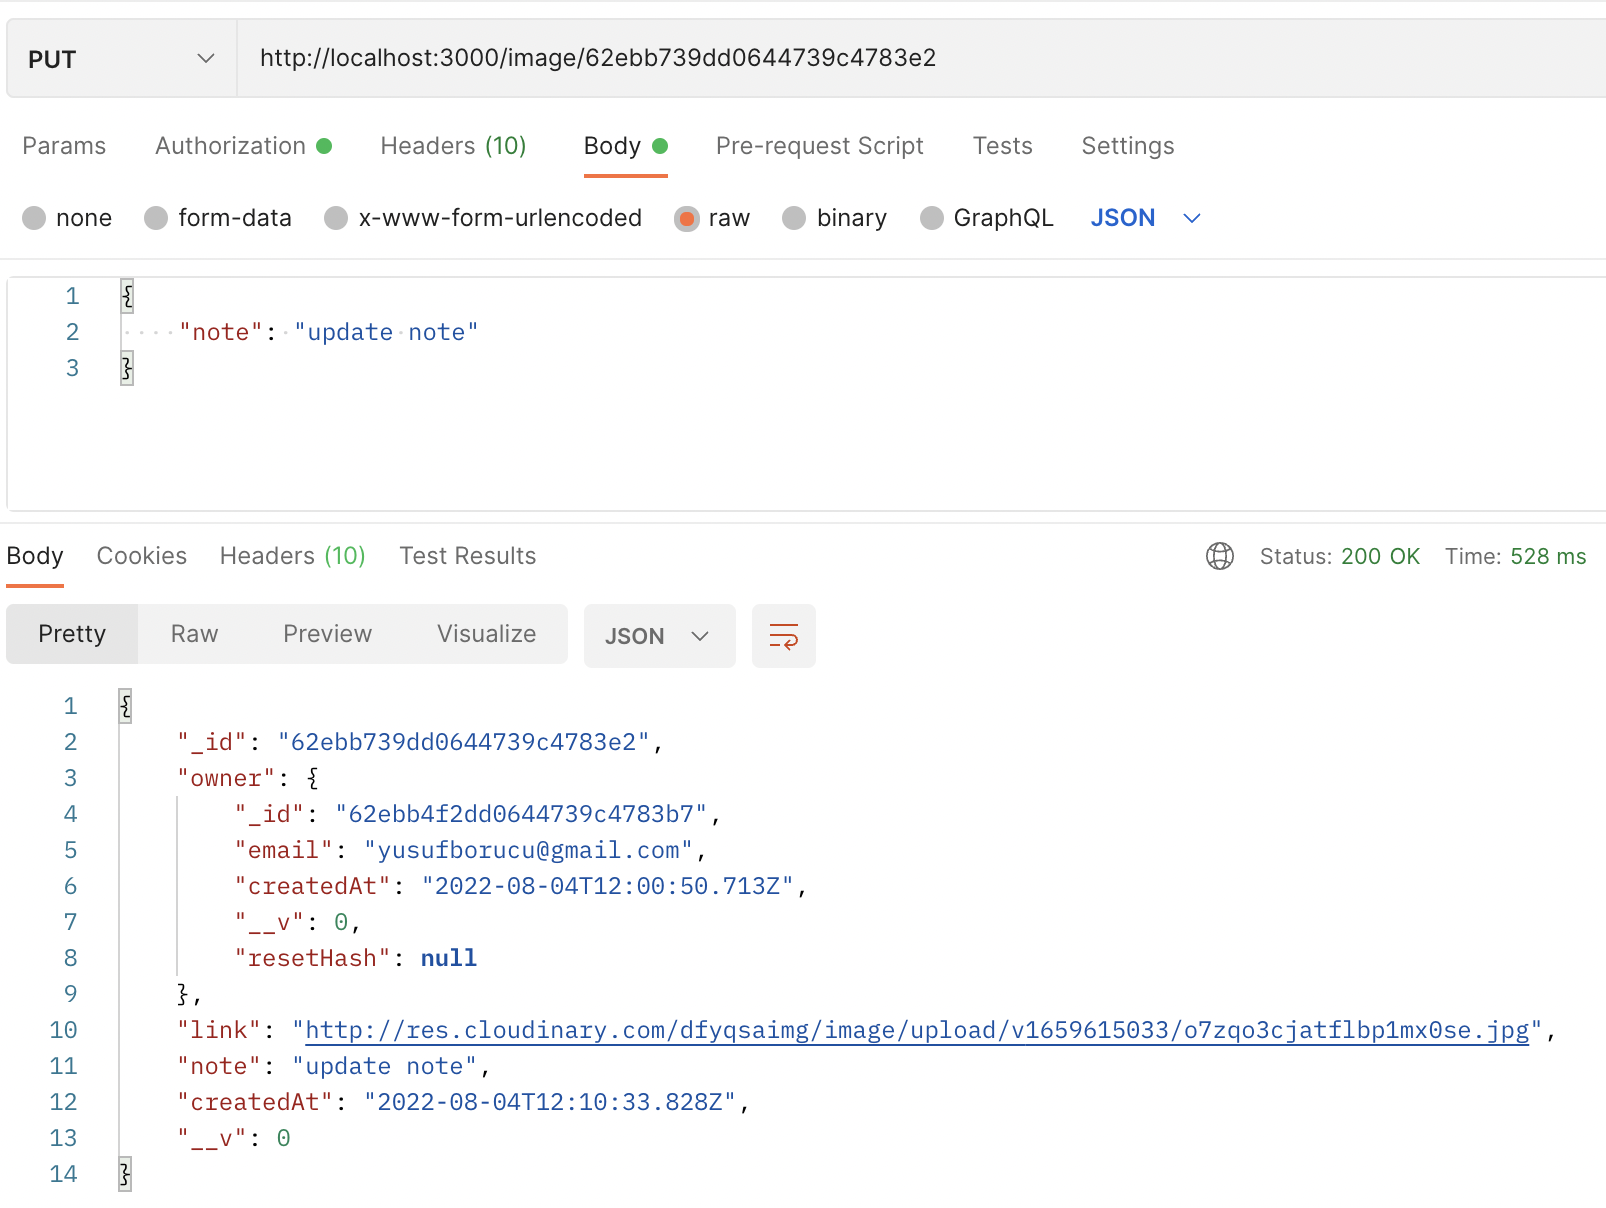 PUT http://localhost:3000/image/62ebb739dd0644739c4783e2
Params Authorization Headers (10) Body Pre-request Script Tests Settings
none form-data x-www-form-urlencoded raw binary GraphQL JSON
1 {
2 "note": "update note"
3 }
Body Cookies Headers (10) Test Results Status: 200 OK Time: 528 ms
Pretty Raw Preview Visualize JSON
1 {
2 "_id": "62ebb739dd0644739c4783e2",
3 "owner": {
4 "_id": "62ebb4f2dd0644739c4783b7",
5 "email": "yusufborucu@gmail.com",
6 "createdAt": "2022-08-04T12:00:50.713Z",
7 "__v": 0,
8 "resetHash": null
9 },
10 "link": "http://res.cloudinary.com/dfyqsaimg/image/upload/v1659615033/o7zqo3cjatflbp1mx0se.jpg",
11 "note": "update note",
12 "createdAt": "2022-08-04T12:10:33.828Z",
13 "__v": 0
14 }